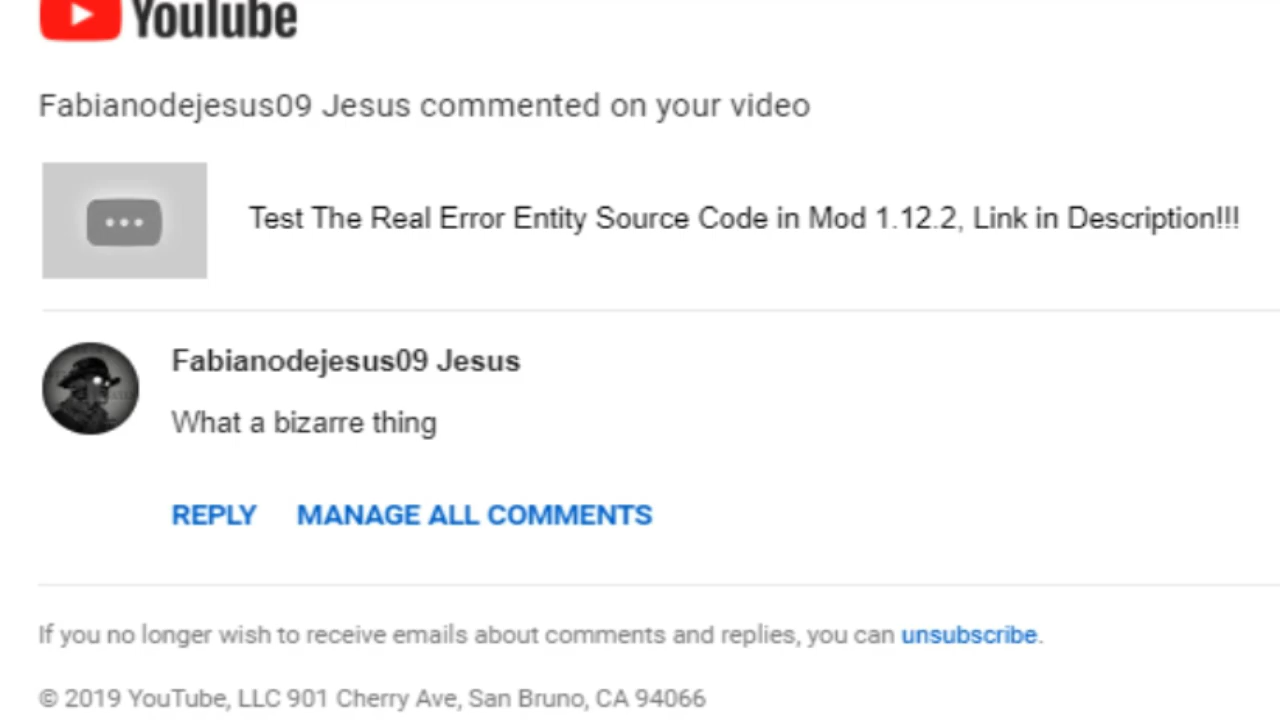 YouTube
Fabianodejesus09 Jesus commented on your video
Test The Real Error Entity Source Code in Mod 1.12.2, Link in Description!!!
Fabianodejesus09 Jesus
What a bizarre thing
REPLY MANAGE ALL COMMENTS
If you no longer wish to receive emails about comments and replies, you can unsubscribe.
© 2019 YouTube, LLC 901 Cherry Ave, San Bruno, CA 94066